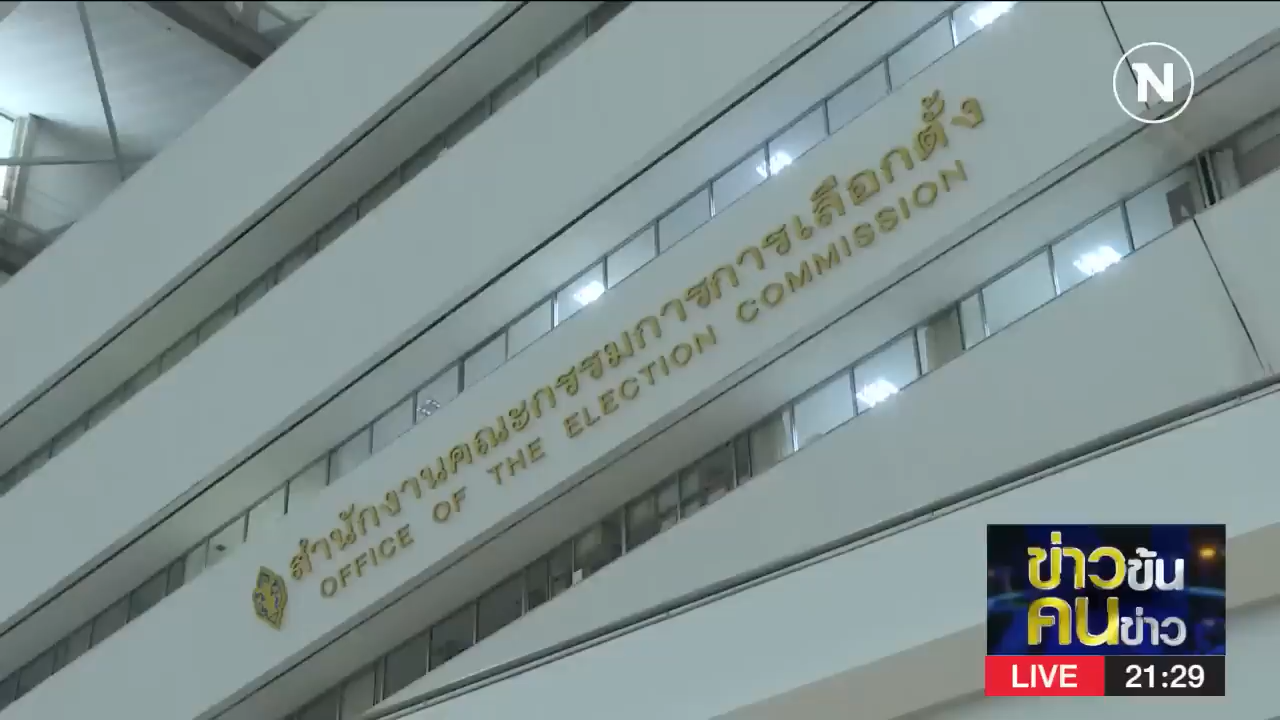 N
สำนักงานคณะกรรมการการเลือกตั้ง
OFFICE OF THE ELECTION COMMISSION
ข่าวข้น
คนข่าว
LIVE 21:29